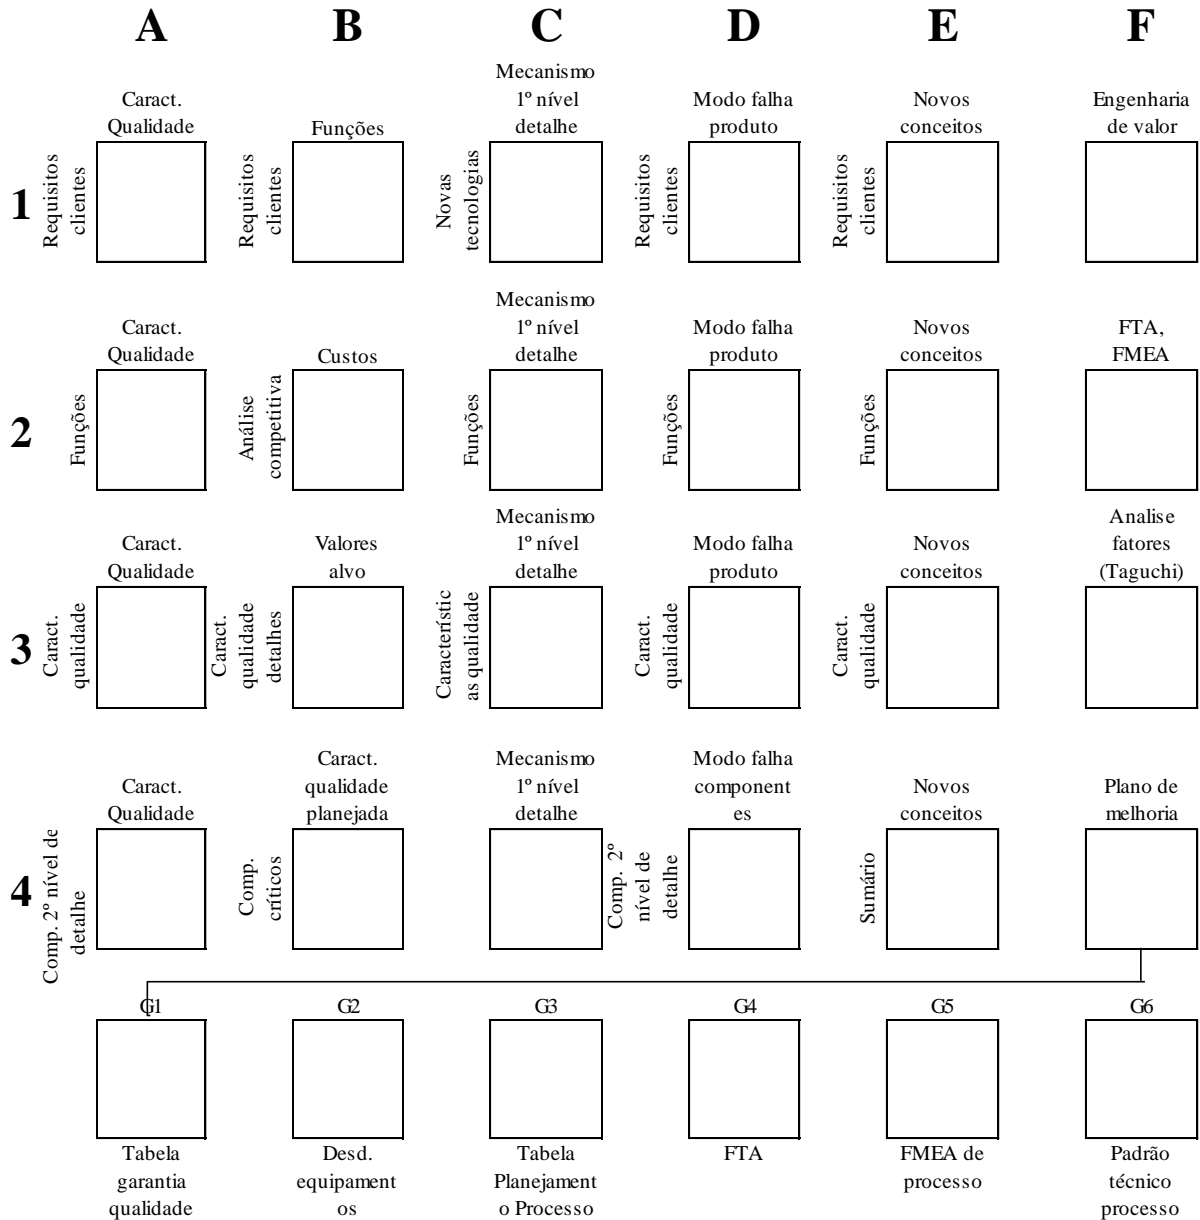 A
B
C
D
E
F
1
Caract.
Qualidade
Requisitos
clientes
Funções
Requisitos
clientes
Mecanismo
1º nível
detalhe
Novas
tecnologias
Modo falha
produto
Requisitos
clientes
Novos
conceitos
Requisitos
clientes
Engenharia
de valor
2
Caract.
Qualidade
Funções
Custos
Análise
competitiva
Mecanismo
1º nível
detalhe
Funções
Modo falha
produto
Funções
Novos
conceitos
Funções
FTA,
FMEA
3
Caract.
Qualidade
Caract.
qualidade
Valores
alvo
Caract.
qualidade
detalhes
Mecanismo
1º nível
detalhe
Característic
as qualidade
Modo falha
produto
Caract.
qualidade
Novos
conceitos
Caract.
qualidade
Analise
fatores
(Taguchi)
4
Caract.
Qualidade
Comp. 2º nível de
detalhe
Caract.
qualidade
planejada
Comp.
críticos
Mecanismo
1º nível
detalhe
Modo falha
component
es
Comp. 2º
nível de
detalhe
Novos
conceitos
Sumário
Plano de
melhoria
G1
Tabela
garantia
qualidade
G2
Desd.
equipament
os
G3
Tabela
Planejament
o Processo
G4
FTA
G5
FMEA de
processo
G6
Padrão
técnico
processo